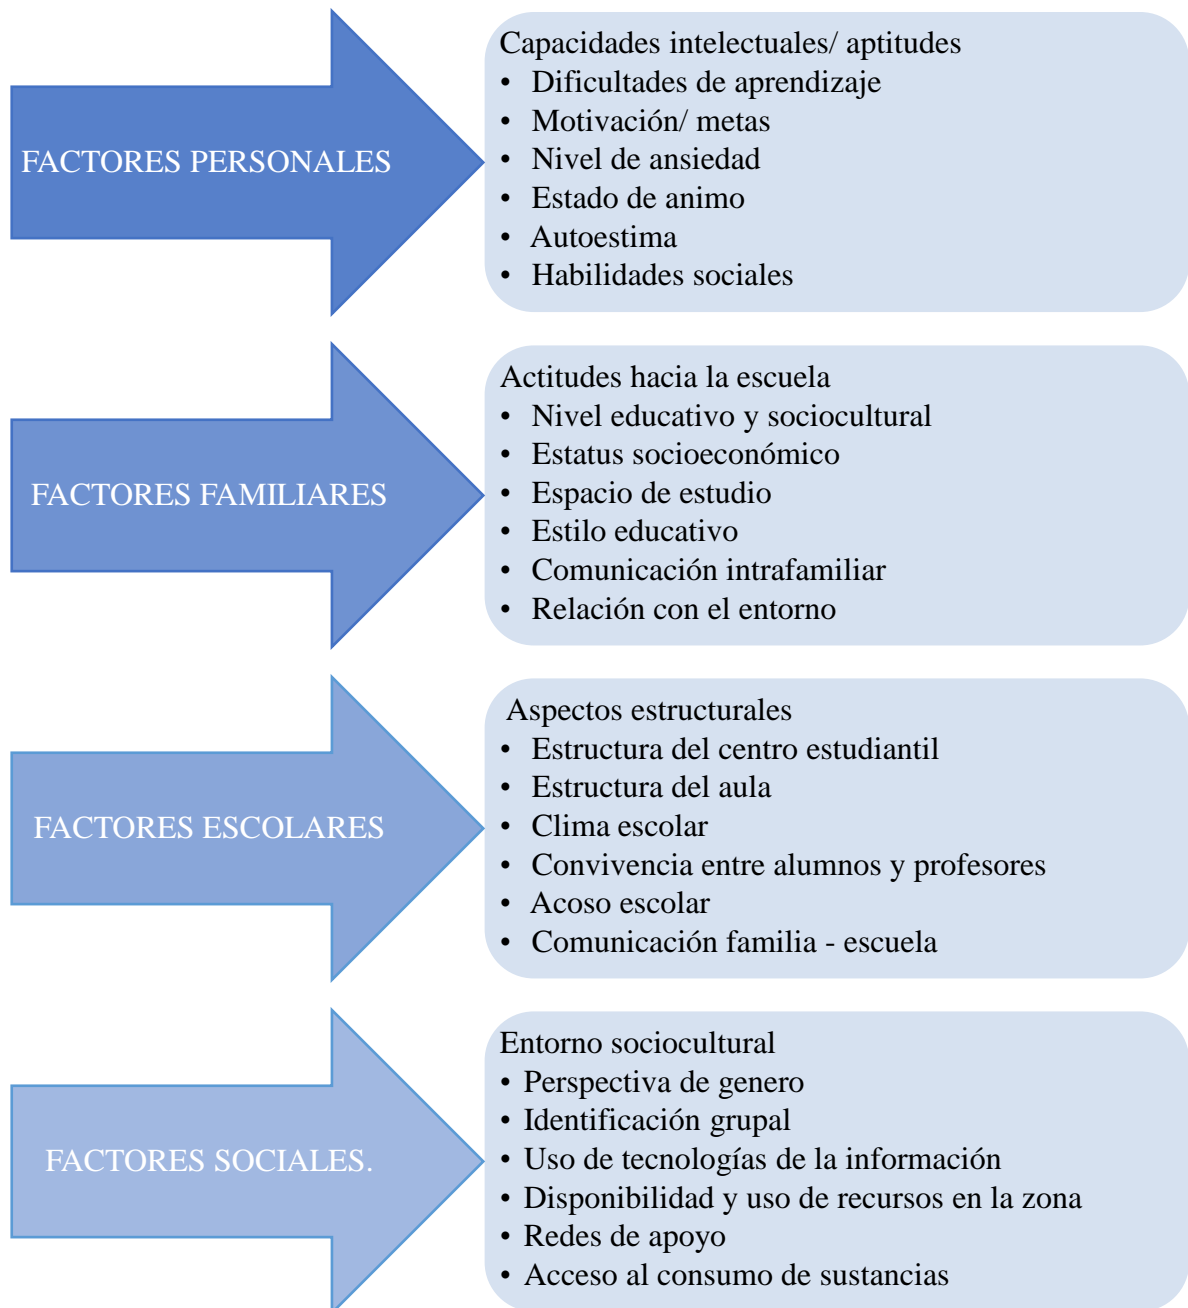 FACTORES PERSONALES
Capacidades intelectuales/ aptitudes
• Dificultades de aprendizaje
• Motivación/ metas
• Nivel de ansiedad
• Estado de animo
• Autoestima
• Habilidades sociales
FACTORES FAMILIARES
Actitudes hacia la escuela
• Nivel educativo y sociocultural
• Estatus socioeconómico
• Espacio de estudio
• Estilo educativo
• Comunicación intrafamiliar
• Relación con el entorno
FACTORES ESCOLARES
Aspectos estructurales
• Estructura del centro estudiantil
• Estructura del aula
• Clima escolar
• Convivencia entre alumnos y profesores
• Acoso escolar
• Comunicación familia - escuela
FACTORES SOCIALES.
Entorno sociocultural
• Perspectiva de genero
• Identificación grupal
• Uso de tecnologías de la información
• Disponibilidad y uso de recursos en la zona
• Redes de apoyo
• Acceso al consumo de sustancias